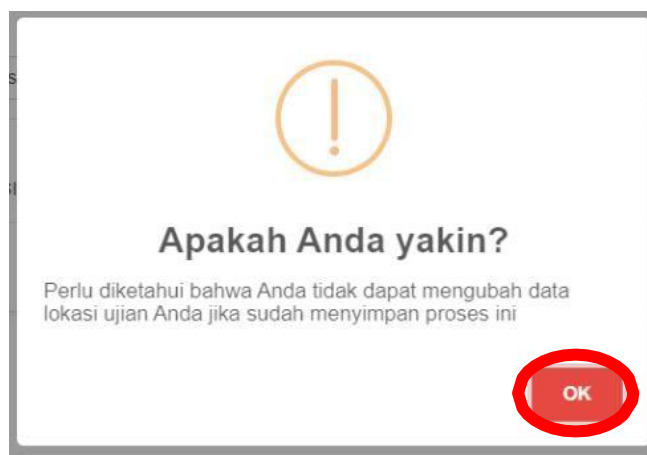 Apakah Anda yakin?
Perlu diketahui bahwa Anda tidak dapat mengubah data
lokasi ujian Anda jika sudah menyimpan proses ini
OK